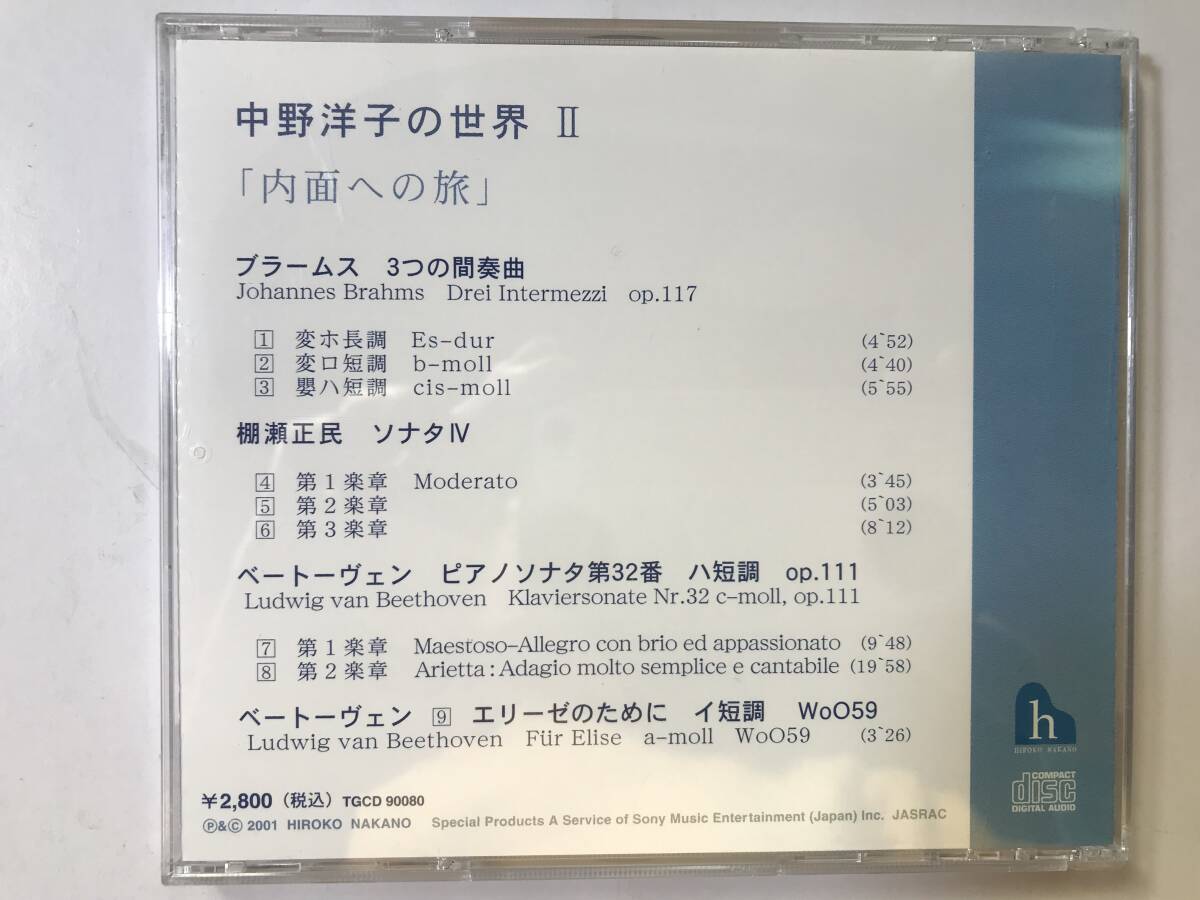 中野洋子の世界 Ⅱ
「内面への旅」
ブラームス 3つの間奏曲
Johannes Brahms Drei Intermezzi op.117
1 変ホ長調 Es-dur (4`52)
2 変ロ短調 b-moll (4`40)
3 嬰ハ短調 cis-moll (5`55)
棚瀬正民 ソナタⅣ
4 第1楽章 Moderato (3`45)
5 第2楽章 (5`03)
6 第3楽章 (8`12)
ベートーヴェン ピアノソナタ第32番 ハ短調 op.111
Ludwig van Beethoven Klaviersonate Nr.32 c-moll, op.111
7 第1楽章 Maestoso-Allegro con brio ed appassionato (9`48)
8 第2楽章 Arietta:Adagio molto semplice e cantabile (19`58)
ベートーヴェン 9 エリーゼのために イ短調 WoO59
Ludwig van Beethoven Für Elise a-moll WoO59 (3`26)
h
HIROKO NAKANO
COMPACT
disc
DIGITAL AUDIO
¥2,800(税込)TGCD 90080
Ⓟ&Ⓒ 2001 HIROKO NAKANO Special Products A Service of Sony Music Entertainment (Japan) Inc. JASRAC